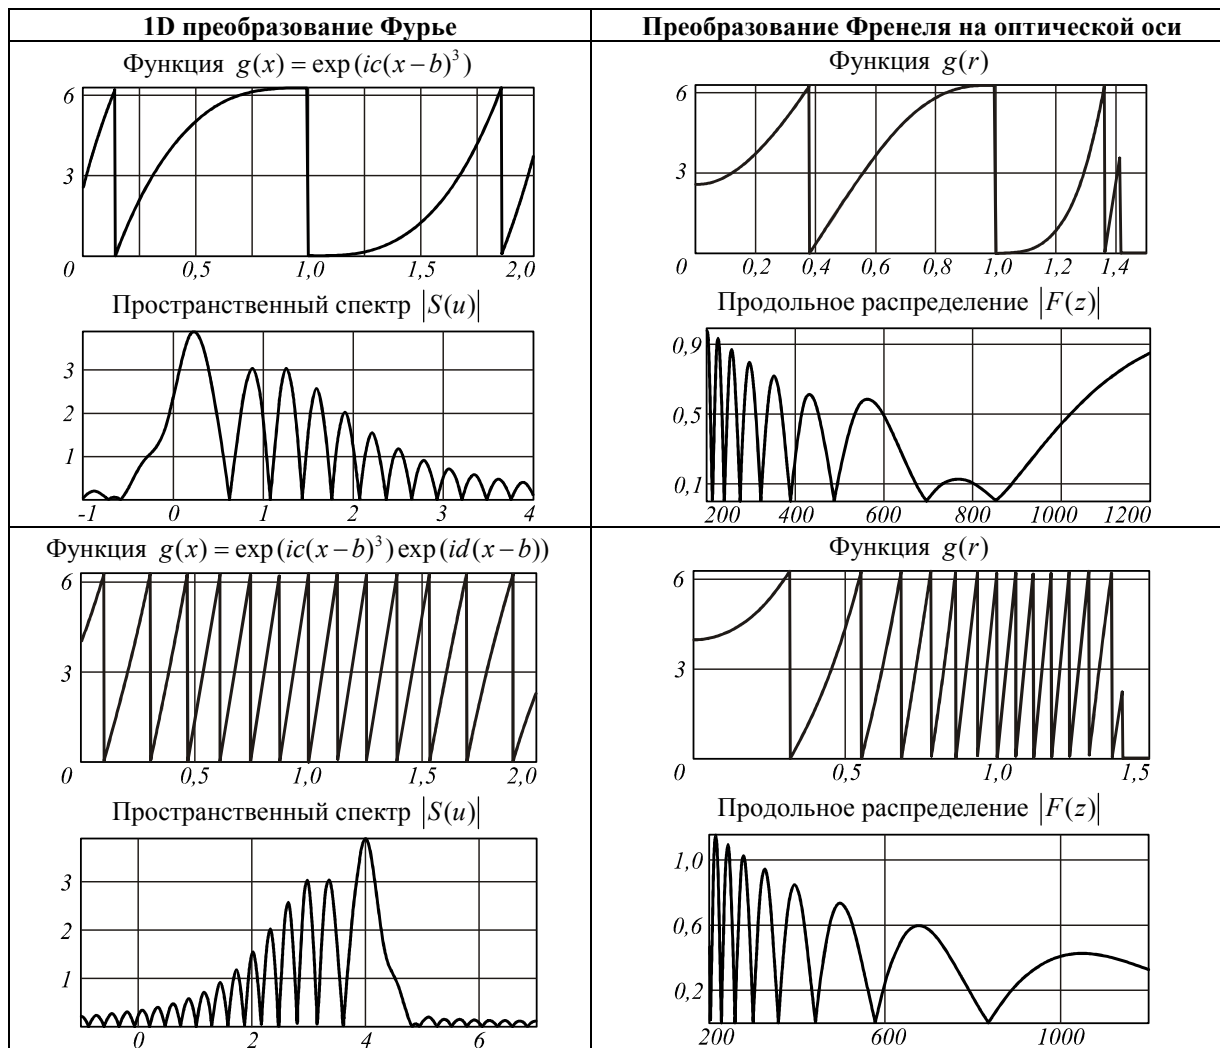 1D преобразование Фурье
Преобразование Френеля на оптической оси
Функция g(x) = exp(ic(x−b)³)
6
3
0 0,5 1,0 1,5 2,0
Пространственный спектр |S(u)|
3
2
1
-1 0 1 2 3 4
Функция g(r)
6
3
0 0,2 0,4 0,6 0,8 1,0 1,2 1,4
Продольное распределение |F(z)|
0,9
0,5
0,1
200 400 600 800 1000 1200
Функция g(x) = exp(ic(x−b)³)exp(id(x−b))
6
3
0 0,5 1,0 1,5 2,0
Пространственный спектр |S(u)|
3
2
1
0 2 4 6
Функция g(r)
6
3
0 0,5 1,0 1,5
Продольное распределение |F(z)|
1,0
0,6
0,2
200 600 1000